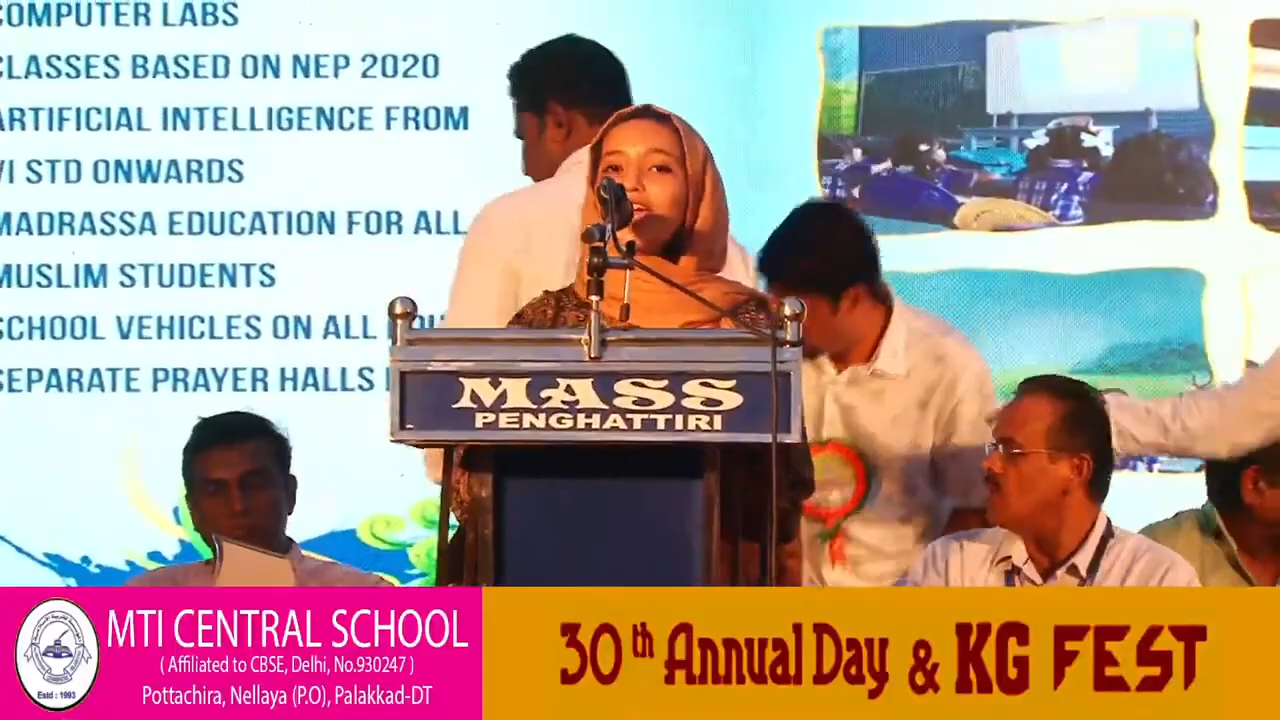 COMPUTER LABS
CLASSES BASED ON NEP 2020
ARTIFICIAL INTELLIGENCE FROM
VI STD ONWARDS
MADRASSA EDUCATION FOR ALL
MUSLIM STUDENTS
SCHOOL VEHICLES ON ALL
SEPARATE PRAYER HALLS
MASS
PENGHATTIRI
MTI CENTRAL SCHOOL
( Affiliated to CBSE, Delhi, No.930247 )
Pottachira, Nellaya (P.O), Palakkad-DT
Estd : 1993
30th Annual Day & KG FEST